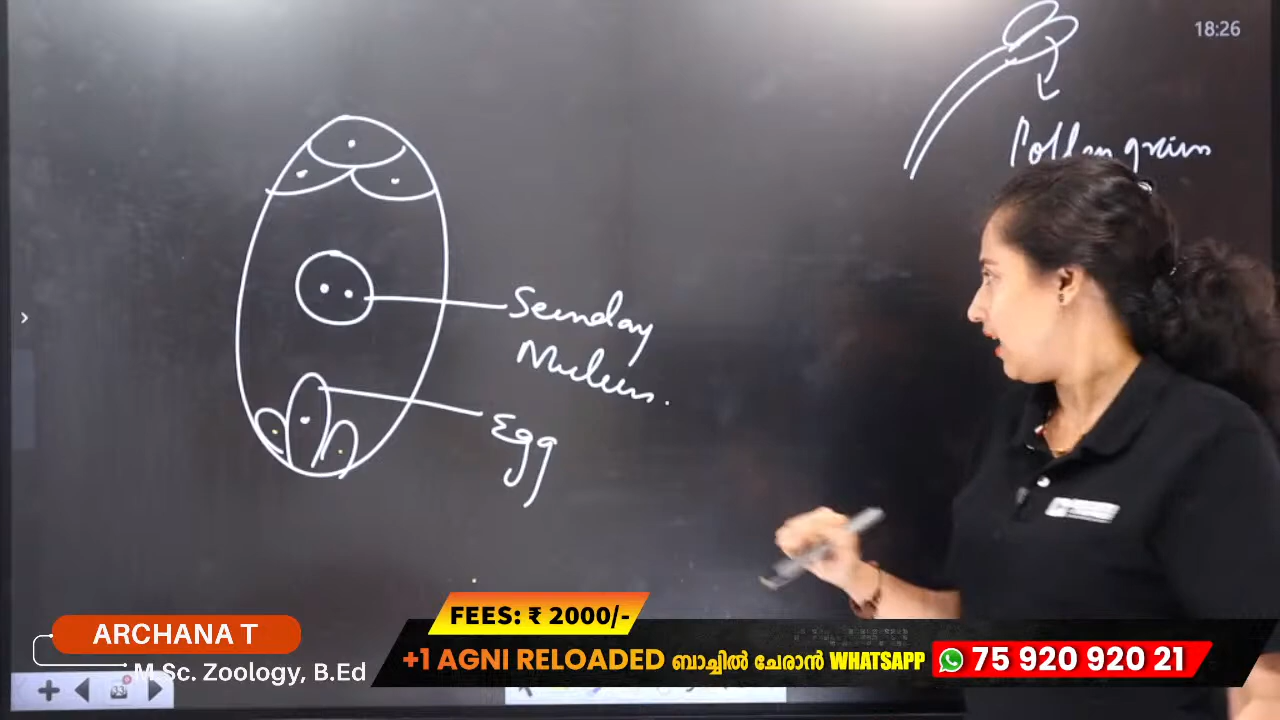 18:26
Pollen grains
Secondary
Nucleus.
Egg
FEES: ₹ 2000/-
ARCHANA T
M.Sc. Zoology, B.Ed
+1 AGNI RELOADED ബാച്ചിൽ ചേരാൻ WHATSAPP 75 920 920 21